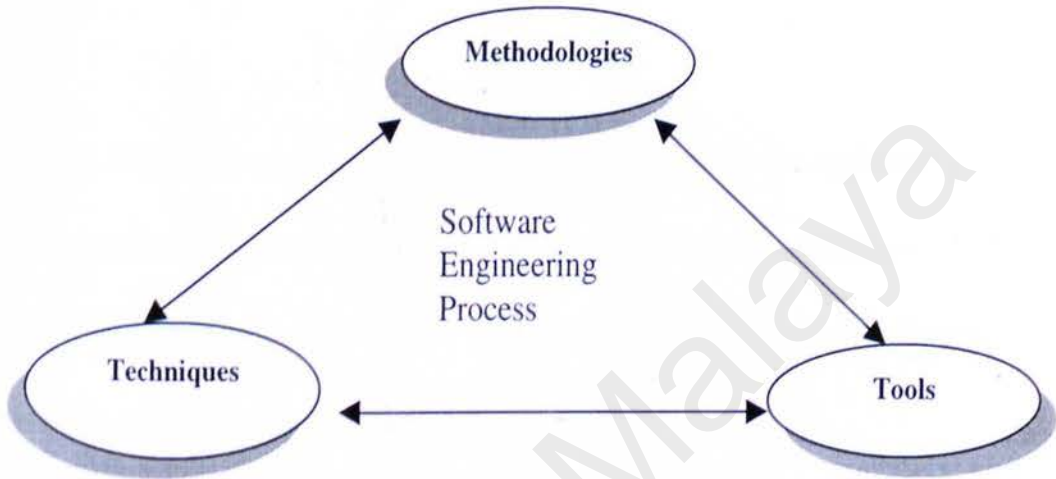 Methodologies
Software
Engineering
Process
Techniques
Tools
Malaya